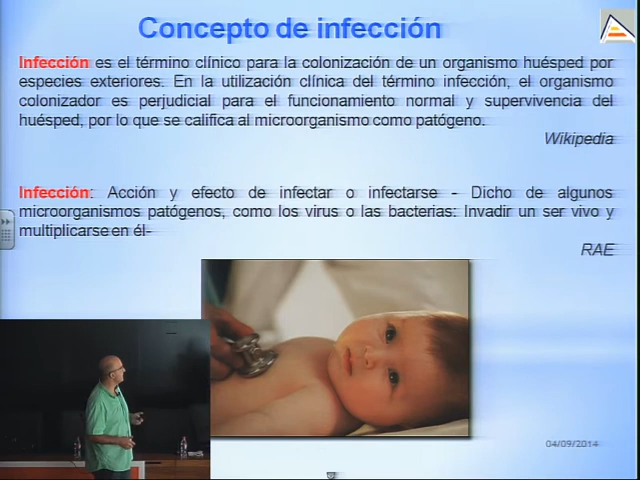 Concepto de infección
Infección es el término clínico para la colonización de un organismo huésped por
especies exteriores. En la utilización clínica del término infección, el organismo
colonizador es perjudicial para el funcionamiento normal y supervivencia del
huésped, por lo que se califica al microorganismo como patógeno.
Wikipedia
Infección: Acción y efecto de infectar o infectarse - Dicho de algunos
microorganismos patógenos, como los virus o las bacterias: Invadir un ser vivo y
multiplicarse en él-
RAE
04/09/2014